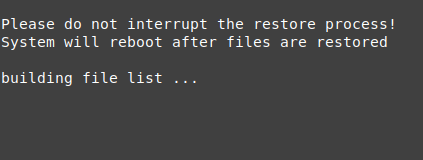 Please do not interrupt the restore process!
System will reboot after files are restored
building file list ...